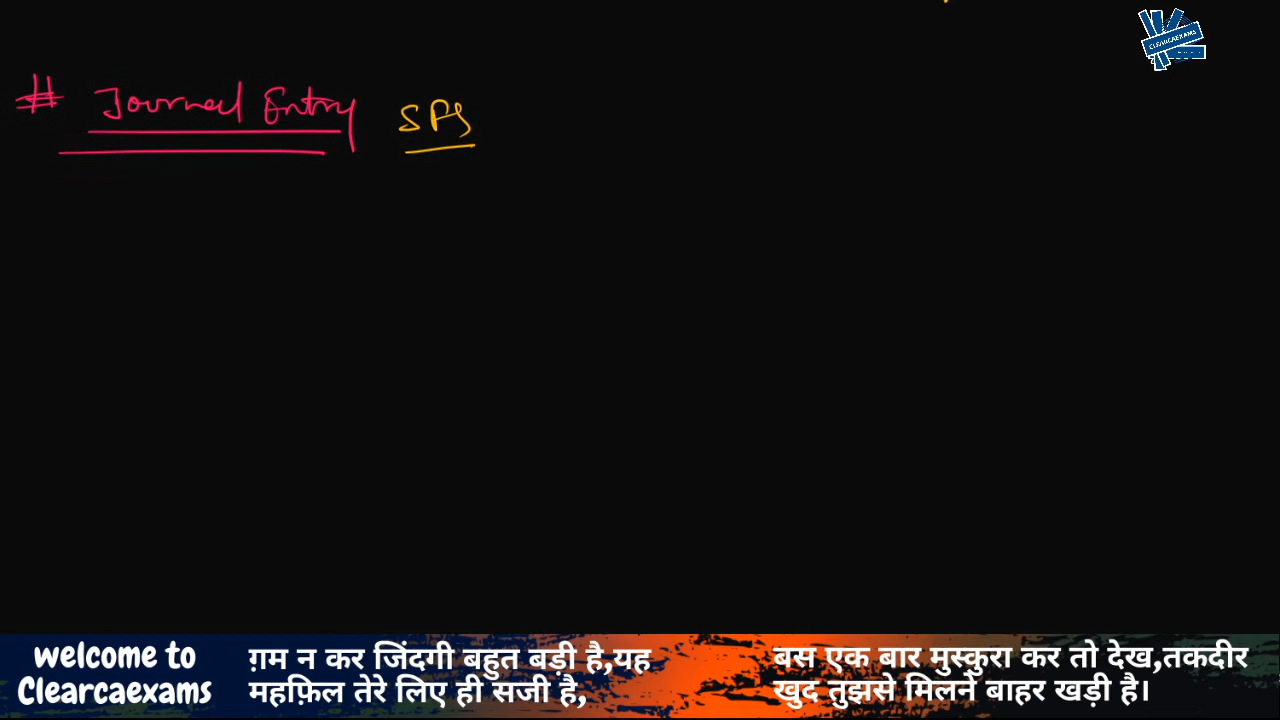 CLEARCAEXAMS
# Journal Entry SPS
welcome to
Clearcaexams
ग़म न कर जिंदगी बहुत बड़ी है,यह
महफ़िल तेरे लिए ही सजी है,
बस एक बार मुस्कुरा कर तो देख,तकदीर
खुद तुझसे मिलने बाहर खड़ी है।